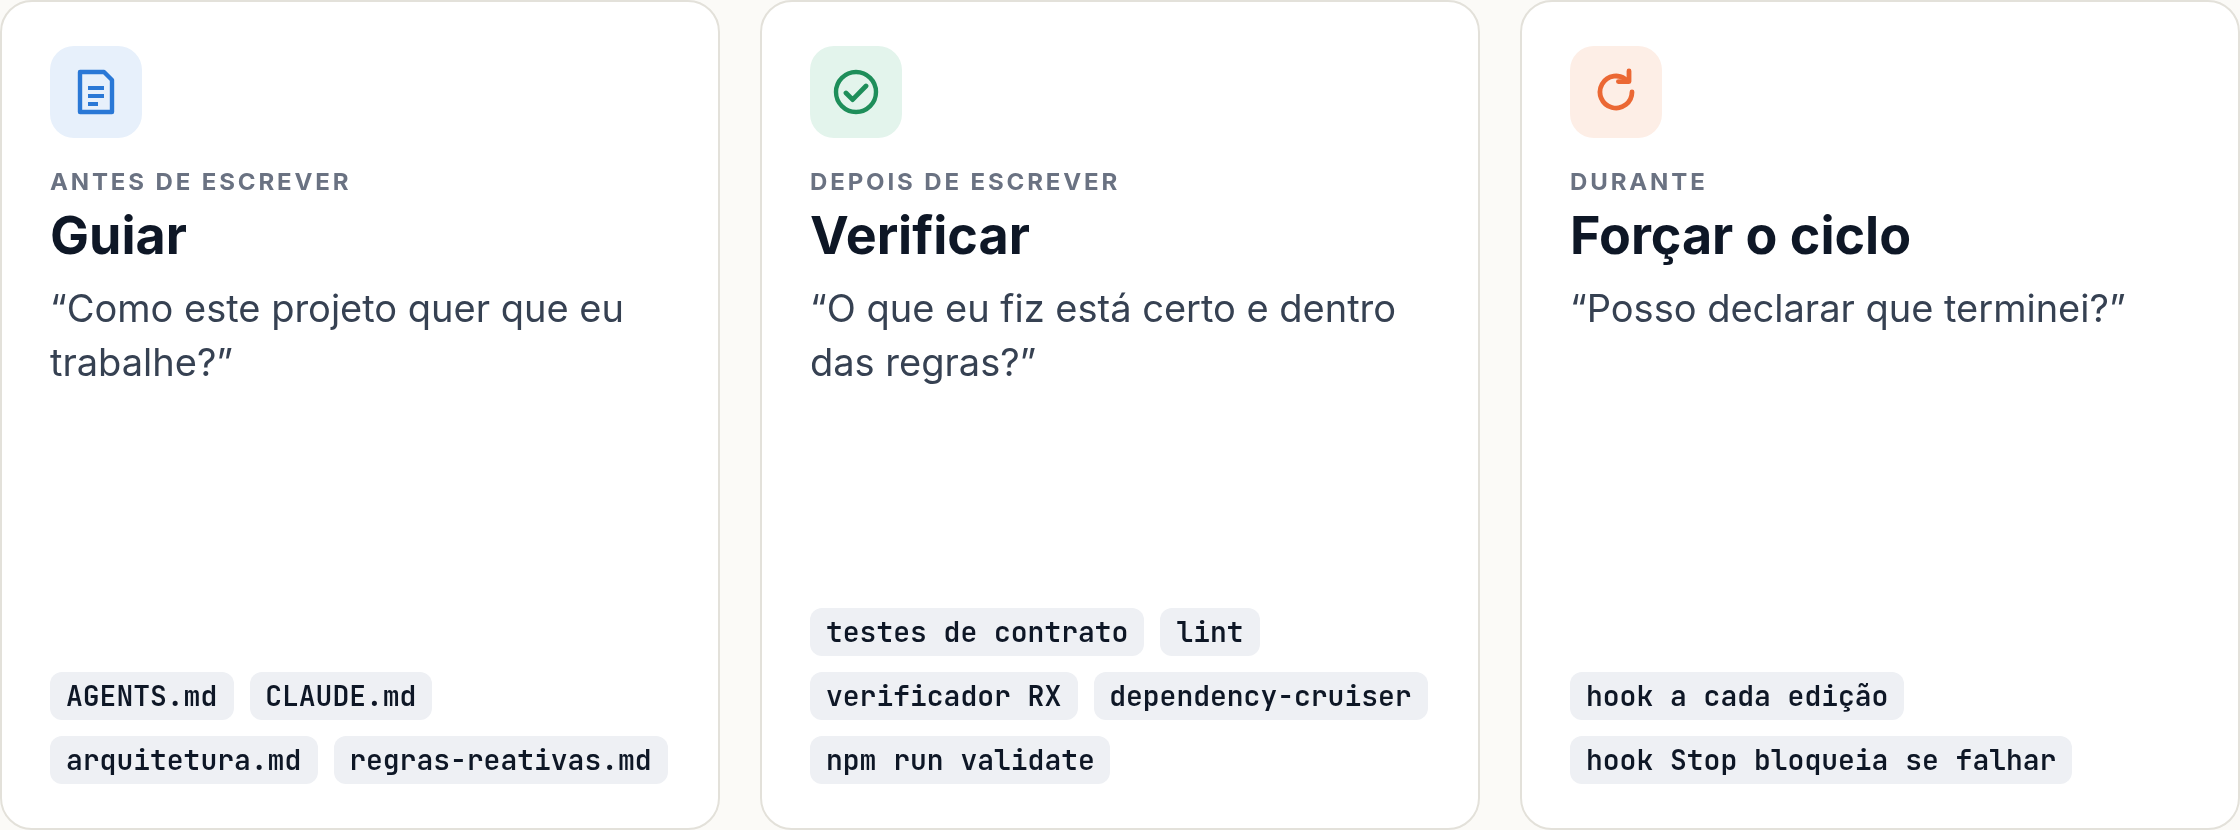 ANTES DE ESCREVER
Guiar
“Como este projeto quer que eu
trabalhe?”
AGENTS.md CLAUDE.md
arquitetura.md regras-reativas.md
DEPOIS DE ESCREVER
Verificar
“O que eu fiz está certo e dentro
das regras?”
testes de contrato lint
verificador RX dependency-cruiser
npm run validate
DURANTE
Forçar o ciclo
“Posso declarar que terminei?”
hook a cada edição
hook Stop bloqueia se falhar